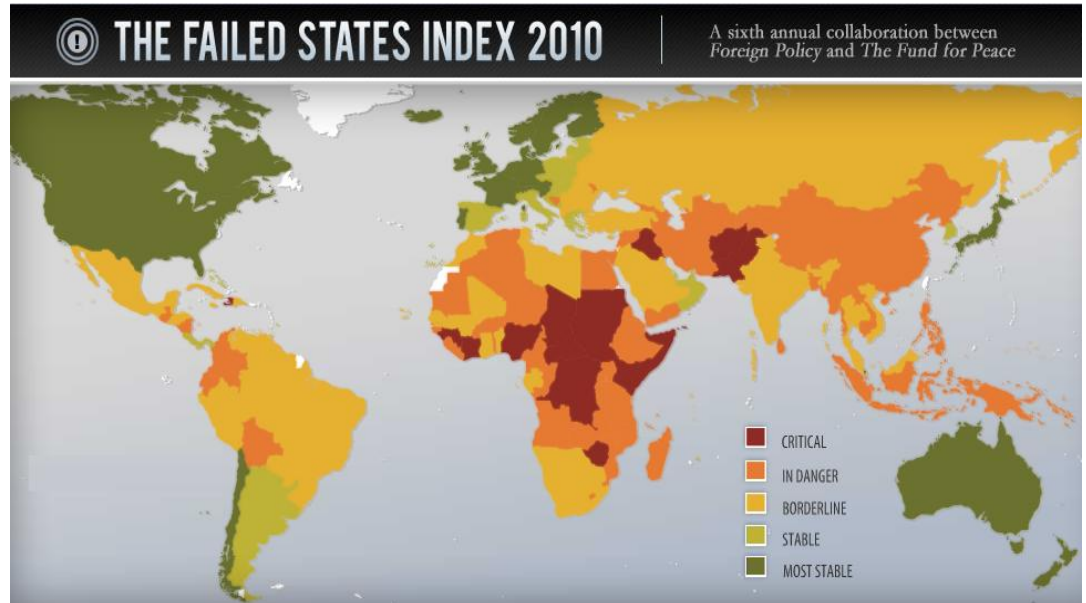 THE FAILED STATES INDEX 2010
A sixth annual collaboration between
Foreign Policy and The Fund for Peace
CRITICAL
IN DANGER
BORDERLINE
STABLE
MOST STABLE